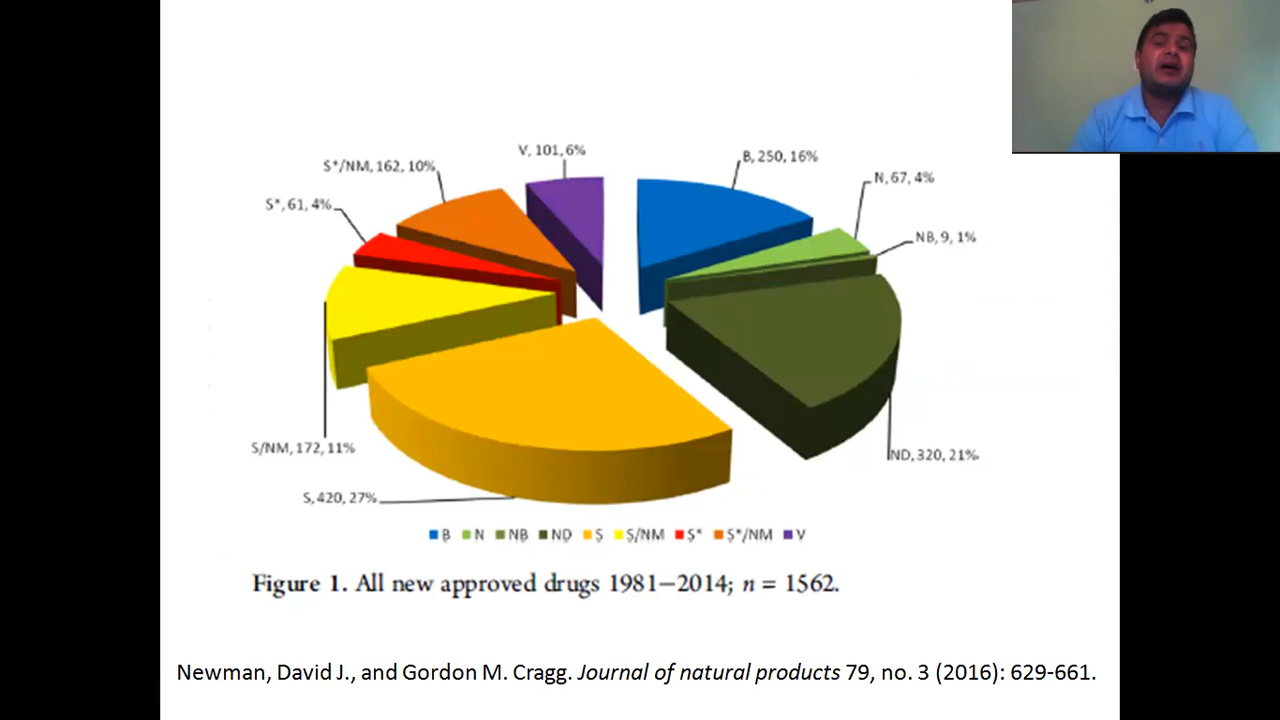 V, 101, 6%
B, 250, 16%
S*/NM, 162, 10%
N, 67, 4%
S*, 61, 4%
NB, 9, 1%
S/NM, 172, 11%
ND, 320, 21%
S, 420, 27%
B N NB ND S S/NM S* S*/NM V
Figure 1. All new approved drugs 1981−2014; n = 1562.
Newman, David J., and Gordon M. Cragg. Journal of natural products 79, no. 3 (2016): 629-661.